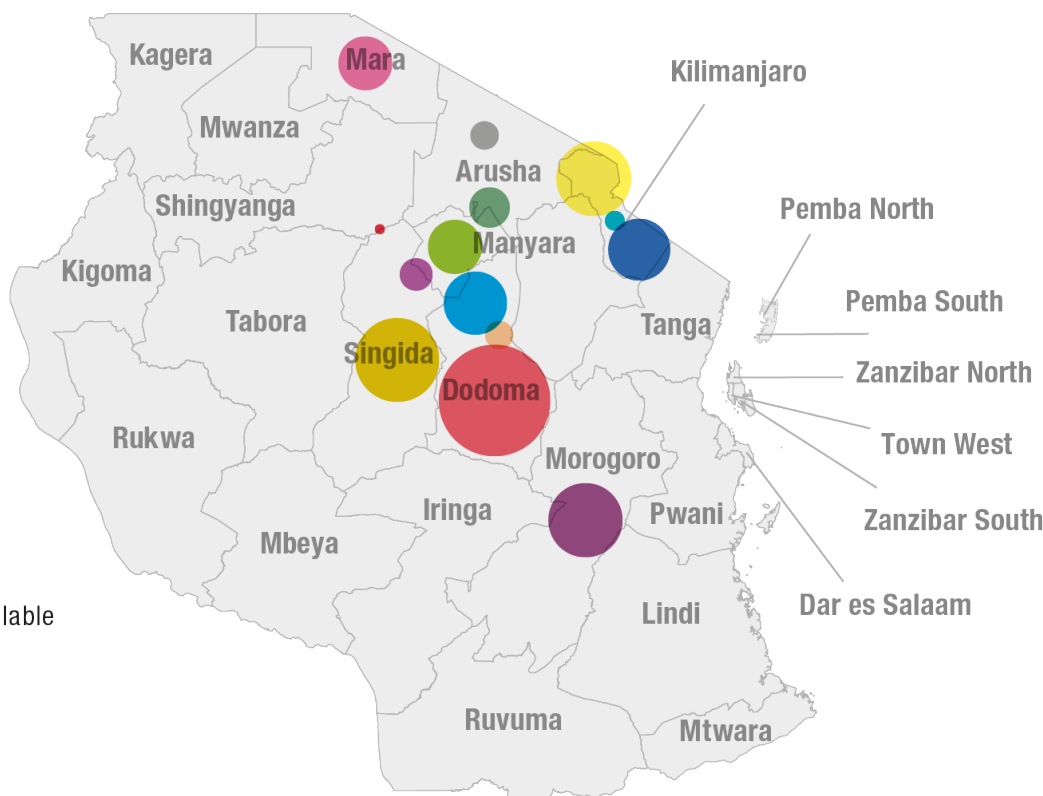 Kagera
Mara
Kilimanjaro
Mwanza
Arusha
Shingyanga
Pemba North
Manyara
Kigoma
Pemba South
Tabora
Tanga
Singida
Zanzibar North
Dodoma
Rukwa
Town West
Morogoro
Iringa
Pwani
Zanzibar South
Mbeya
Dar es Salaam
lable
Lindi
Ruvuma
Mtwara